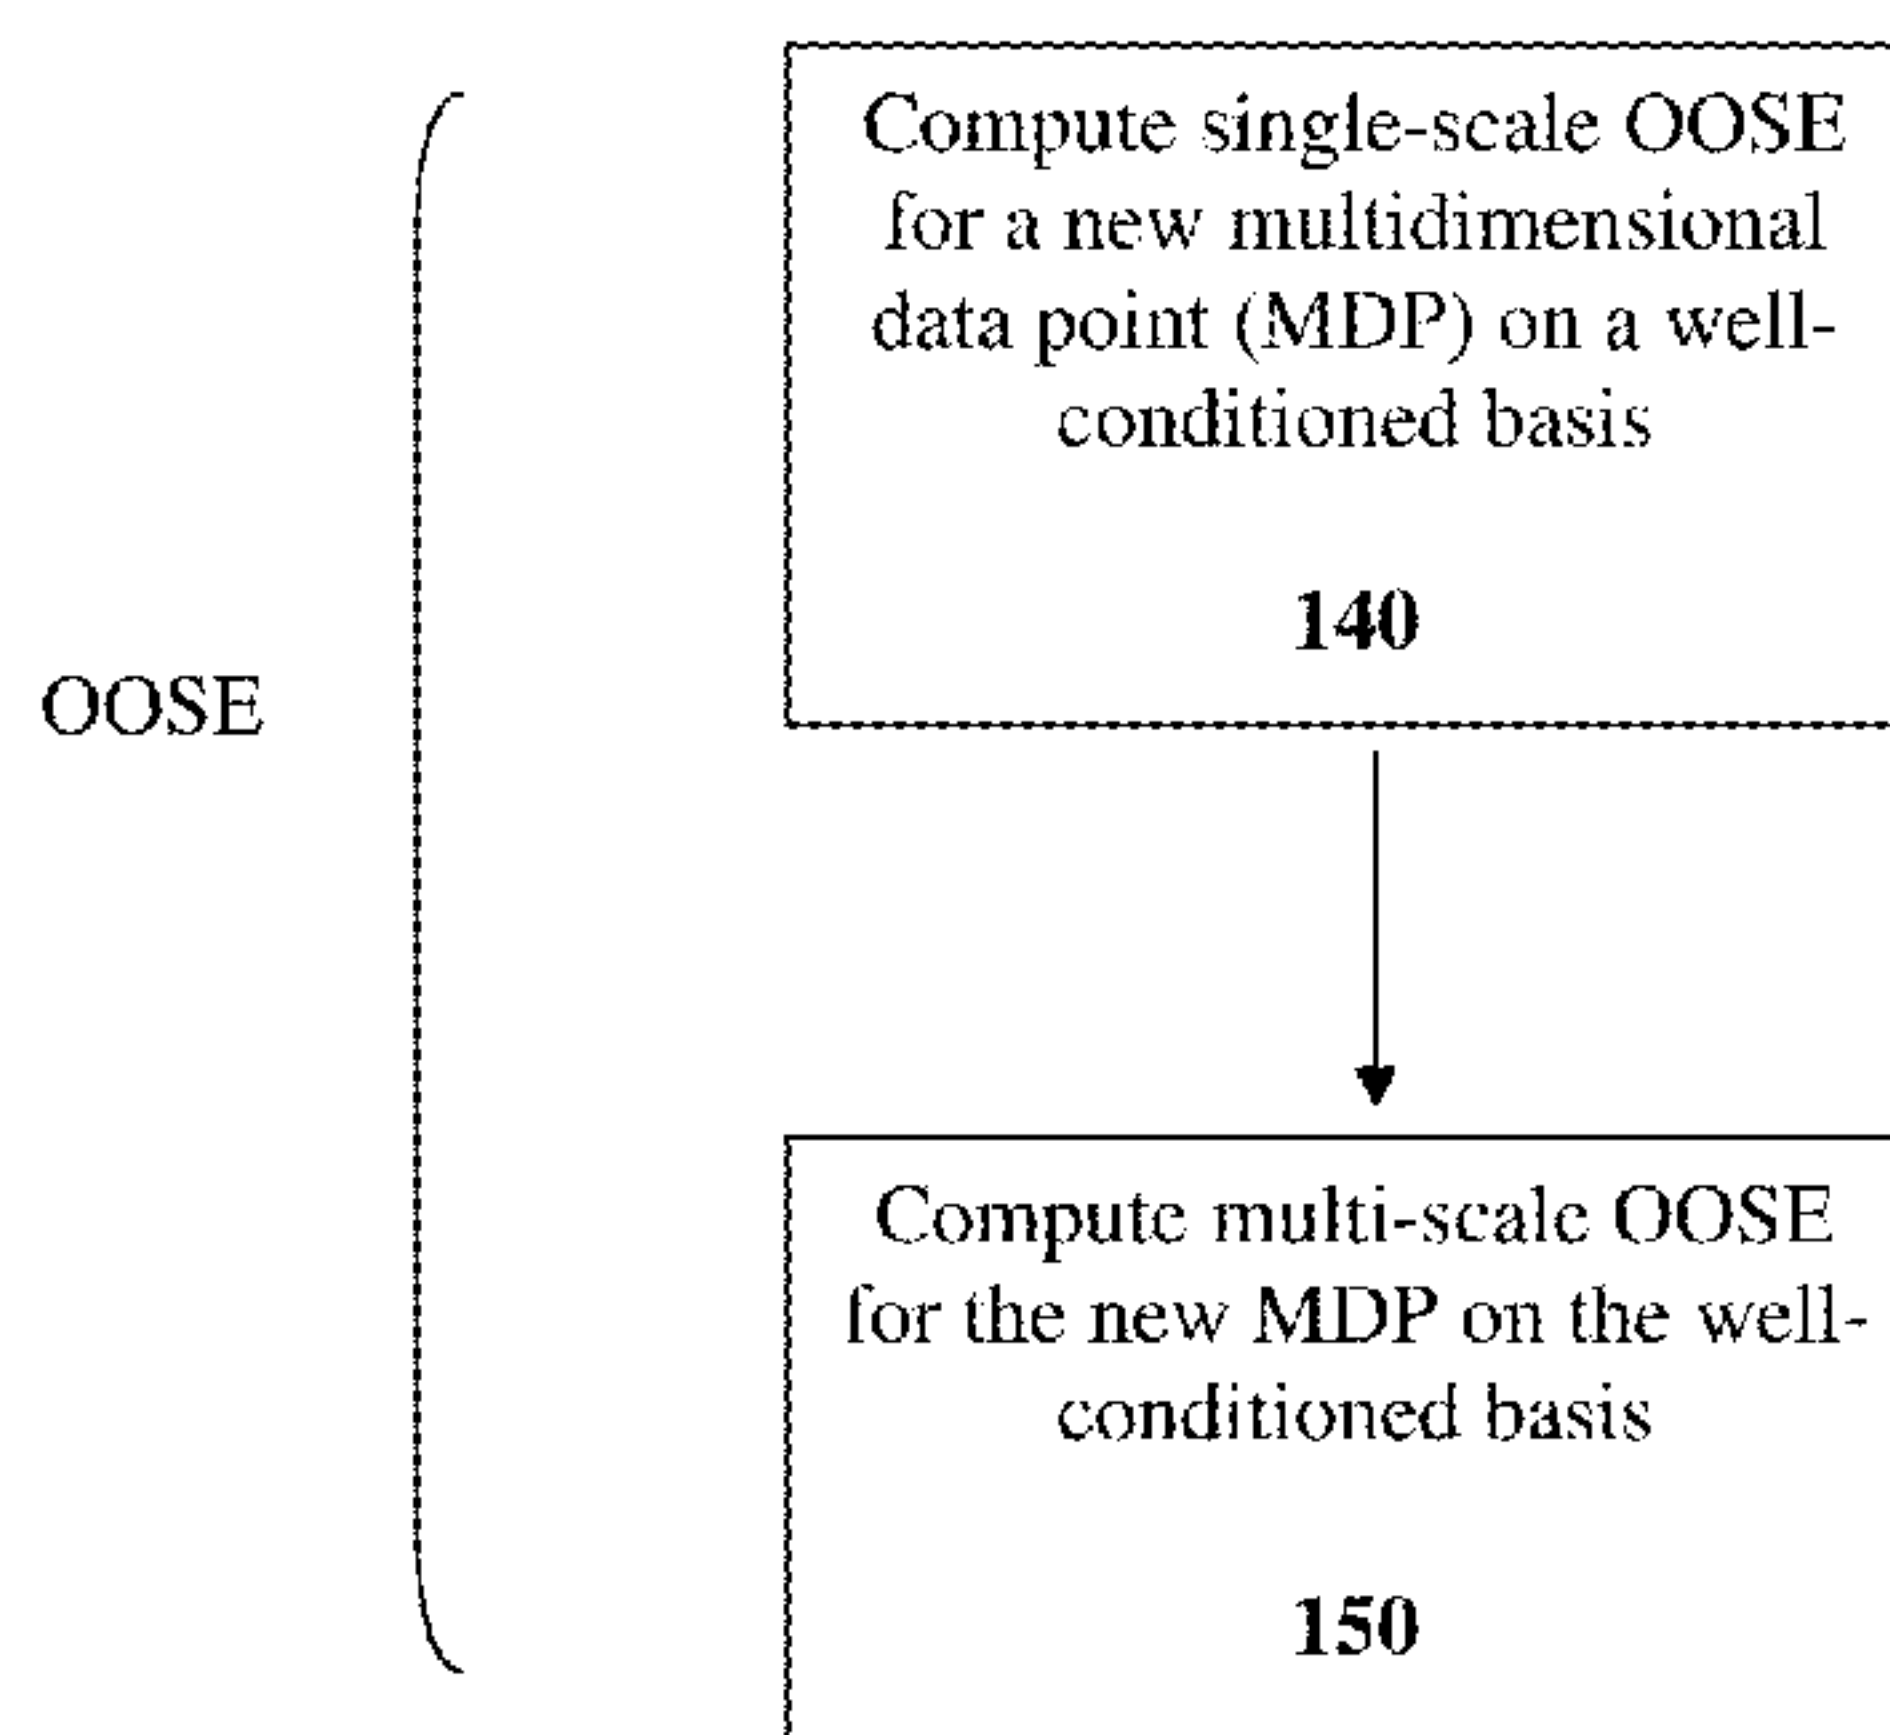 Compute single-scale OOSE
for a new multidimensional
data point (MDP) on a well-
conditioned basis
140
OOSE
Compute multi-scale OOSE
for the new MDP on the well-
conditioned basis
150